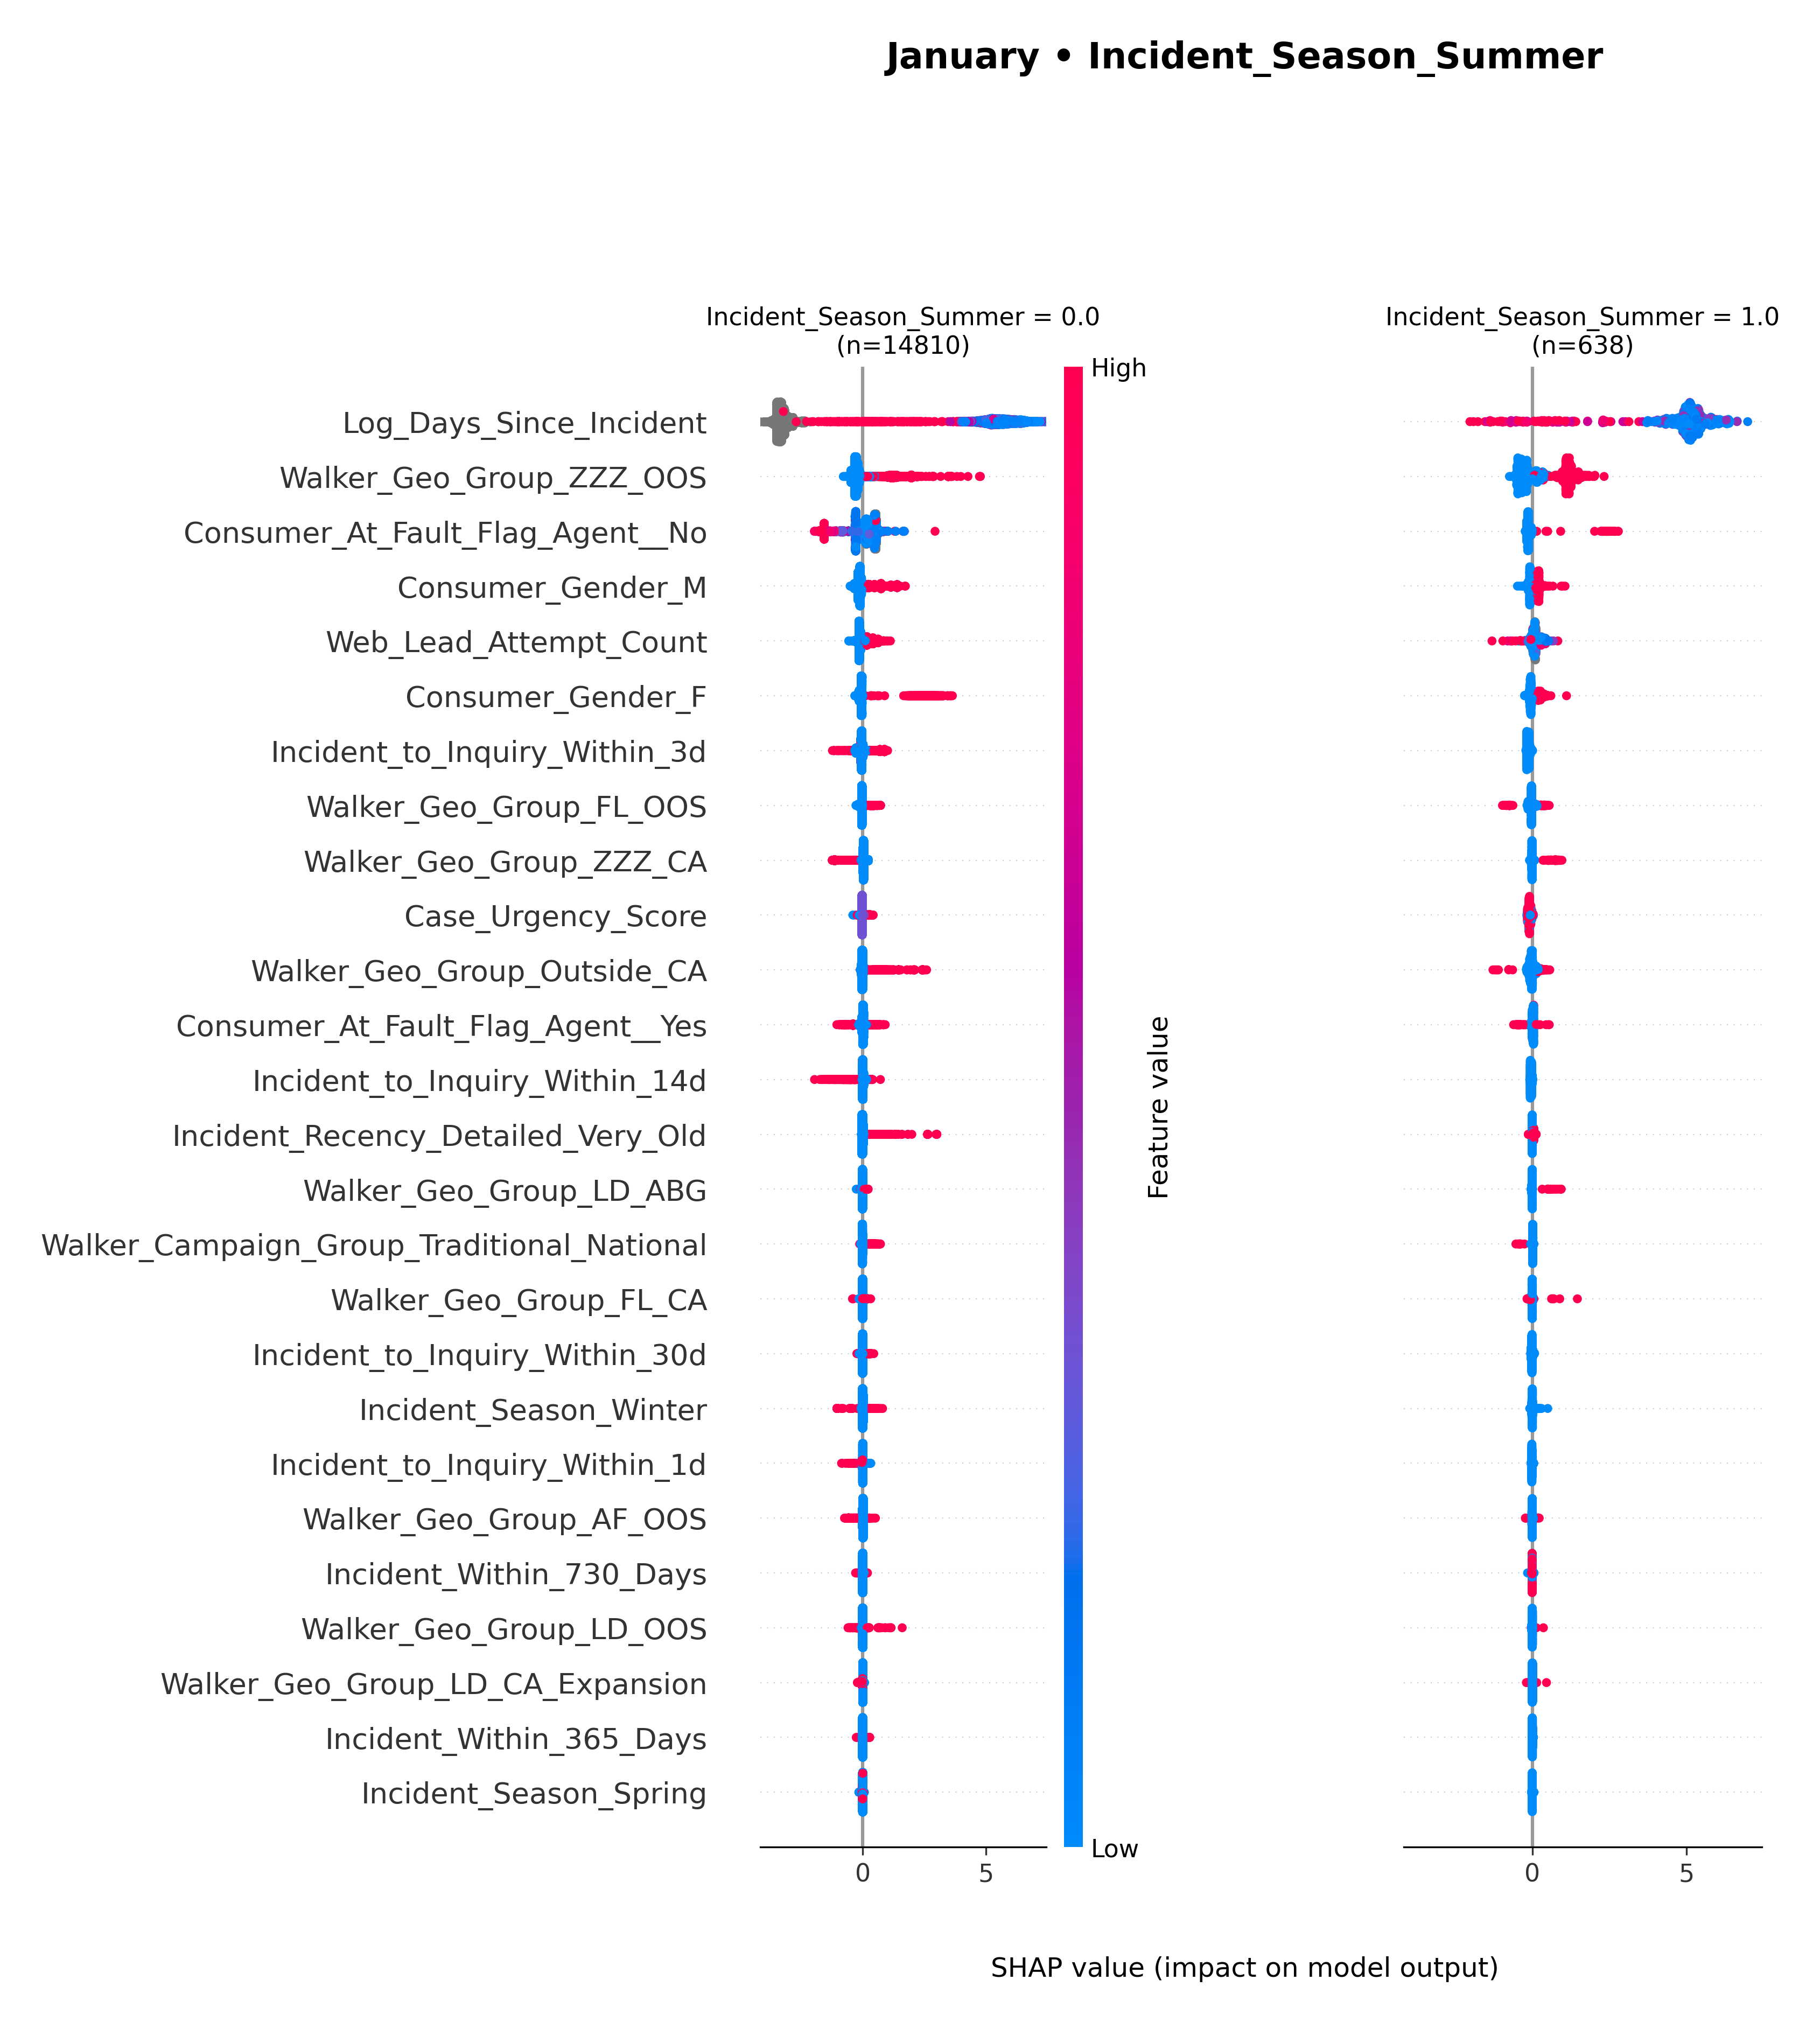 January • Incident_Season_Summer
Incident_Season_Summer = 0.0
(n=14810)
Incident_Season_Summer = 1.0
(n=638)
High
Log_Days_Since_Incident
Walker_Geo_Group_ZZZ_OOS
Consumer_At_Fault_Flag_Agent__No
Consumer_Gender_M
Web_Lead_Attempt_Count
Consumer_Gender_F
Incident_to_Inquiry_Within_3d
Walker_Geo_Group_FL_OOS
Walker_Geo_Group_ZZZ_CA
Case_Urgency_Score
Walker_Geo_Group_Outside_CA
Consumer_At_Fault_Flag_Agent__Yes
Incident_to_Inquiry_Within_14d
Incident_Recency_Detailed_Very_Old
Walker_Geo_Group_LD_ABG
Walker_Campaign_Group_Traditional_National
Walker_Geo_Group_FL_CA
Incident_to_Inquiry_Within_30d
Incident_Season_Winter
Incident_to_Inquiry_Within_1d
Walker_Geo_Group_AF_OOS
Incident_Within_730_Days
Walker_Geo_Group_LD_OOS
Walker_Geo_Group_LD_CA_Expansion
Incident_Within_365_Days
Incident_Season_Spring
Feature value
Low
0 5
0 5
SHAP value (impact on model output)